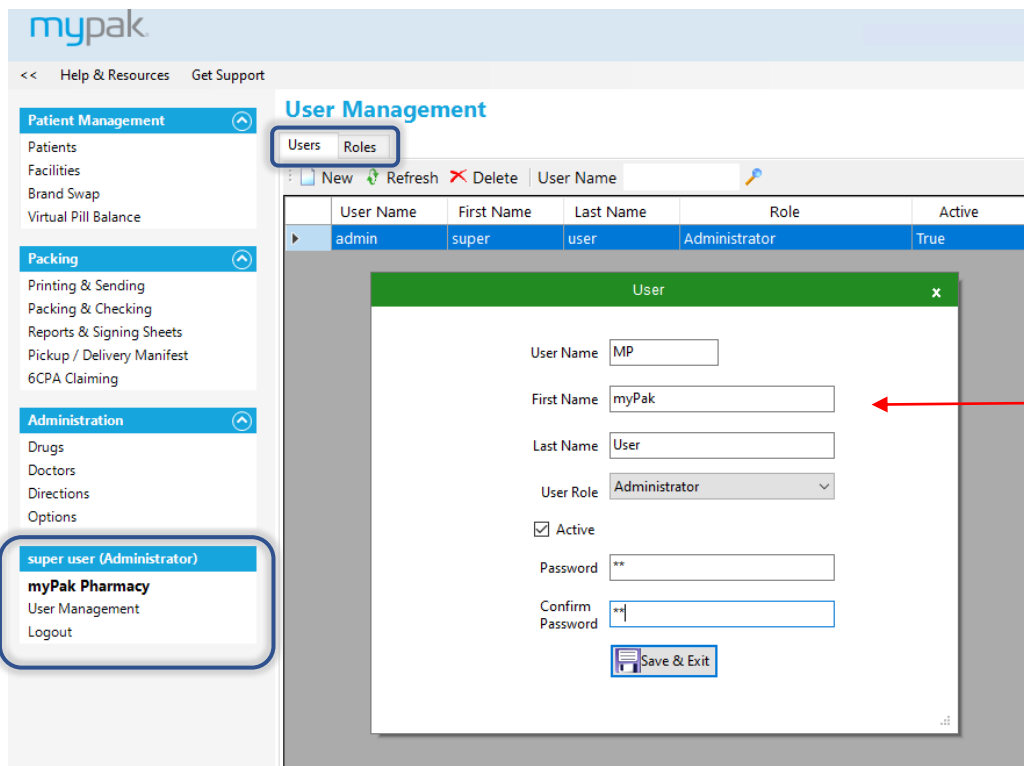 mypak
<< Help & Resources Get Support
Patient Management
Patients
Facilities
Brand Swap
Virtual Pill Balance
Packing
Printing & Sending
Packing & Checking
Reports & Signing Sheets
Pickup / Delivery Manifest
6CPA Claiming
Administration
Drugs
Doctors
Directions
Options
super user (Administrator)
myPak Pharmacy
User Management
Logout
User Management
Users Roles
New Refresh Delete User Name
User Name First Name Last Name Role Active
admin super user Administrator True
User x
User Name MP
First Name myPak
Last Name User
User Role Administrator
Active
Password **
Confirm
Password **
Save & Exit